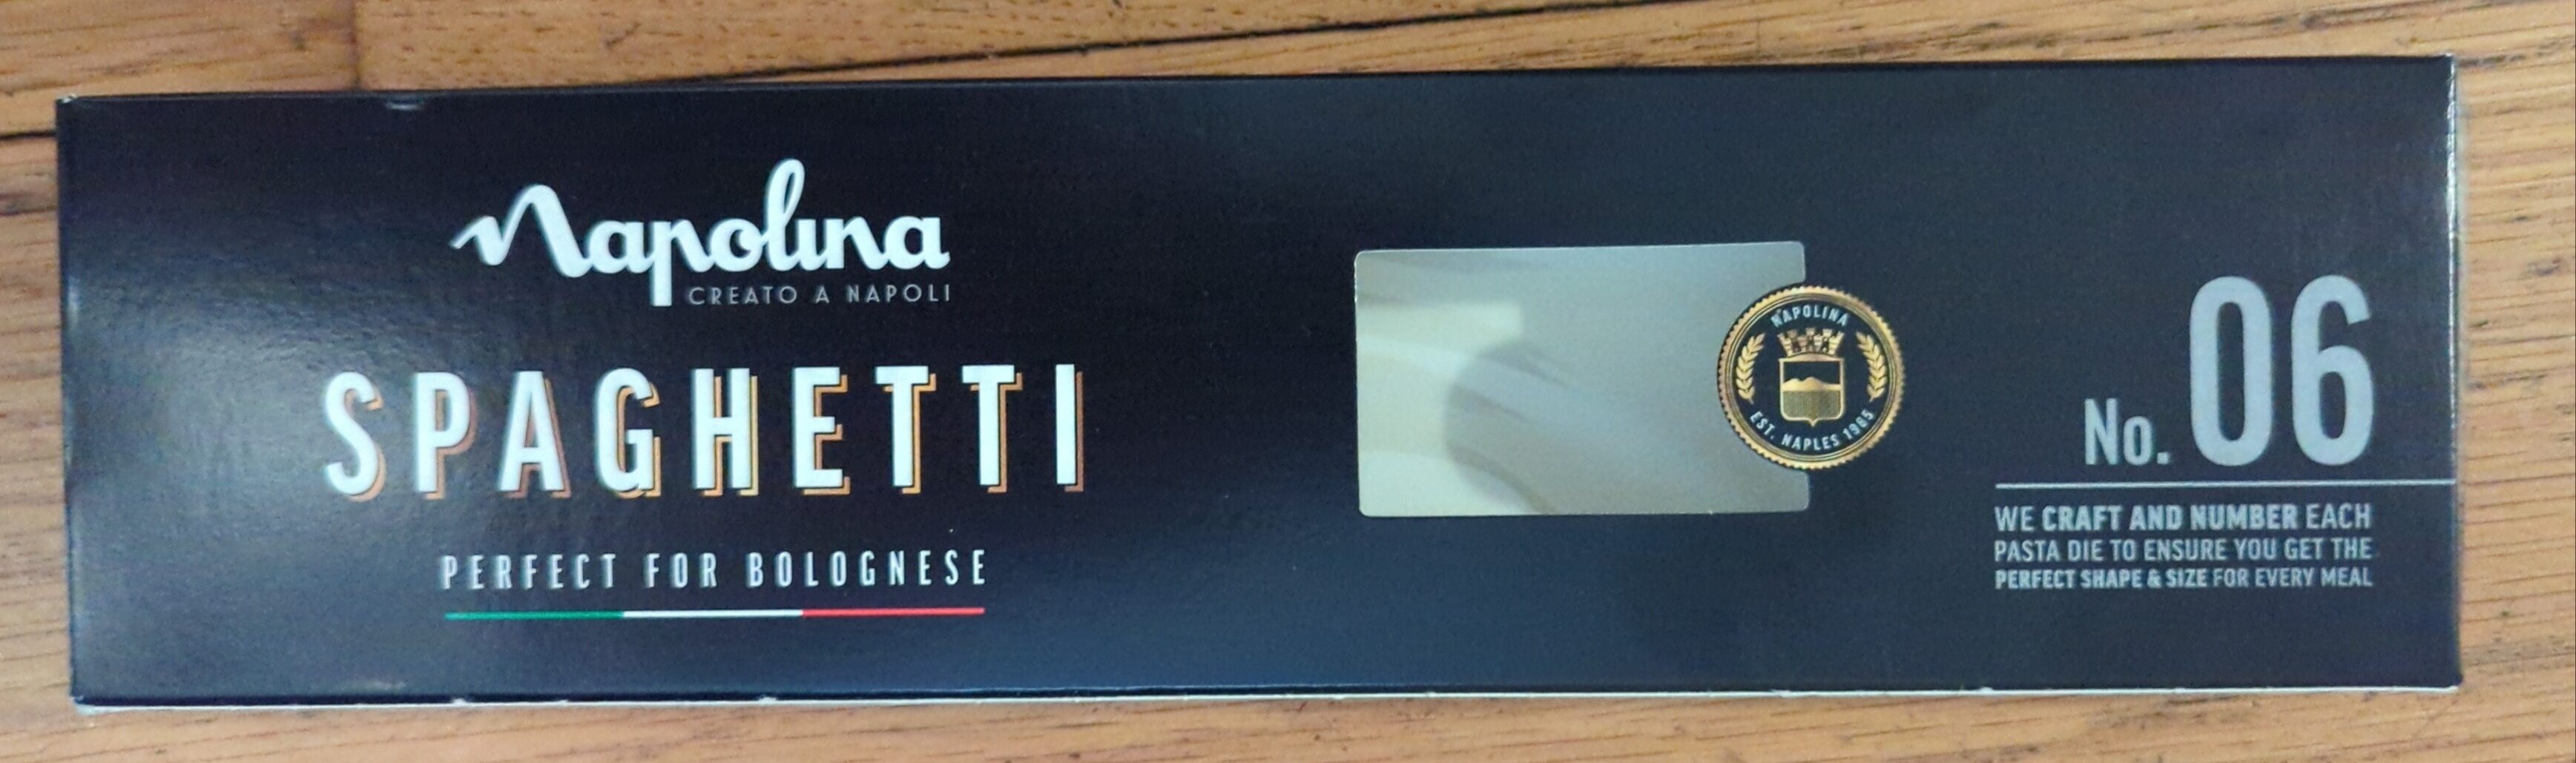 Napolina
CREATO A NAPOLI
SPAGHETTI
PERFECT FOR BOLOGNESE
NAPOLINA
EST. NAPLES 1965
No. 06
WE CRAFT AND NUMBER EACH
PASTA DIE TO ENSURE YOU GET THE
PERFECT SHAPE & SIZE FOR EVERY MEAL